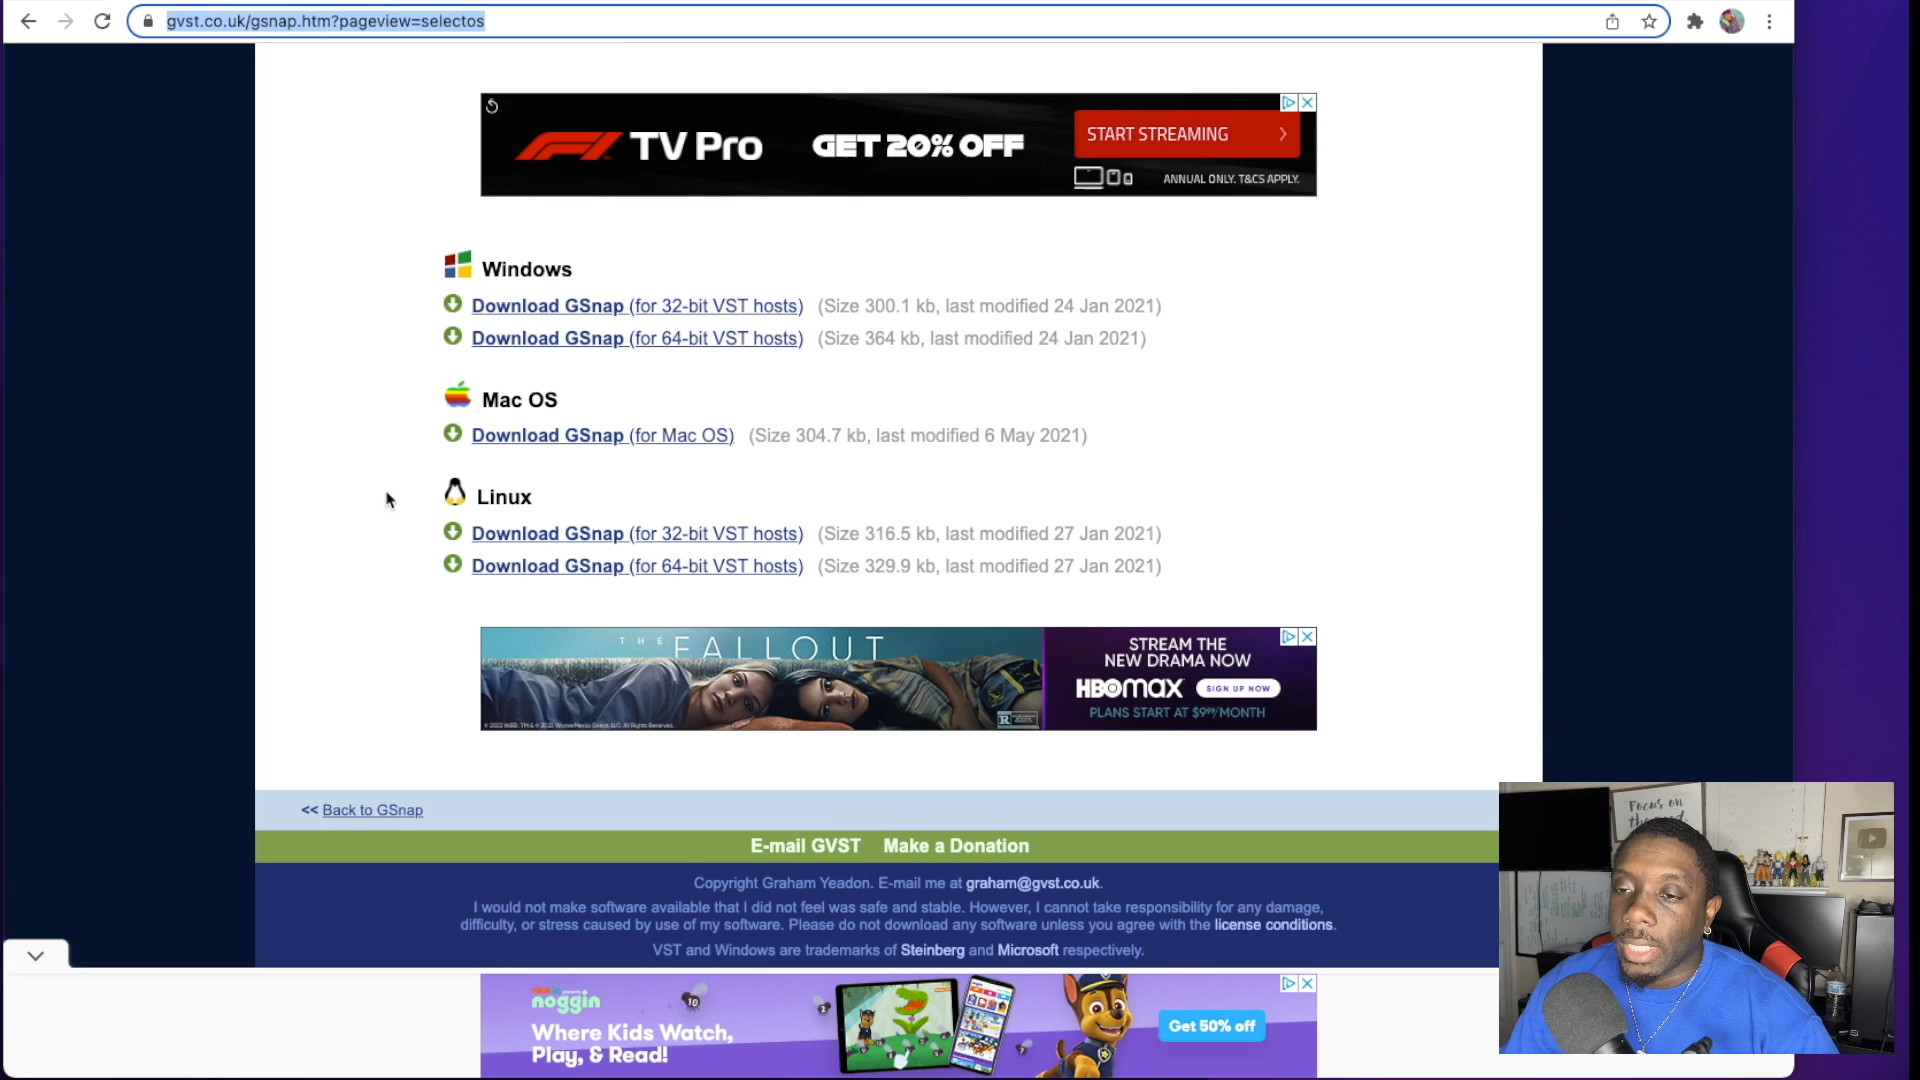 gvst.co.uk/gsnap.htm?pageview=selectos
TV Pro
GET 20% OFF
START STREAMING
ANNUAL ONLY. T&CS APPLY.
Windows
Download GSnap (for 32-bit VST hosts) (Size 300.1 kb, last modified 24 Jan 2021)
Download GSnap (for 64-bit VST hosts) (Size 364 kb, last modified 24 Jan 2021)
Mac OS
Download GSnap (for Mac OS) (Size 304.7 kb, last modified 6 May 2021)
Linux
Download GSnap (for 32-bit VST hosts) (Size 316.5 kb, last modified 27 Jan 2021)
Download GSnap (for 64-bit VST hosts) (Size 329.9 kb, last modified 27 Jan 2021)
THE
FALLOUT
STREAM THE
NEW DRAMA NOW
HBOMAX SIGN UP NOW
PLANS START AT $9⁹⁹/MONTH
<< Back to GSnap
E-mail GVST Make a Donation
Copyright Graham Yeadon. E-mail me at graham@gvst.co.uk.
I would not make software available that I did not feel was safe and stable. However, I cannot take responsibility for any damage,
difficulty, or stress caused by use of my software. Please do not download any software unless you agree with the license conditions.
VST and Windows are trademarks of Steinberg and Microsoft respectively.
noggin
Where Kids Watch,
Play, & Read!
Get 50% off
Focus on